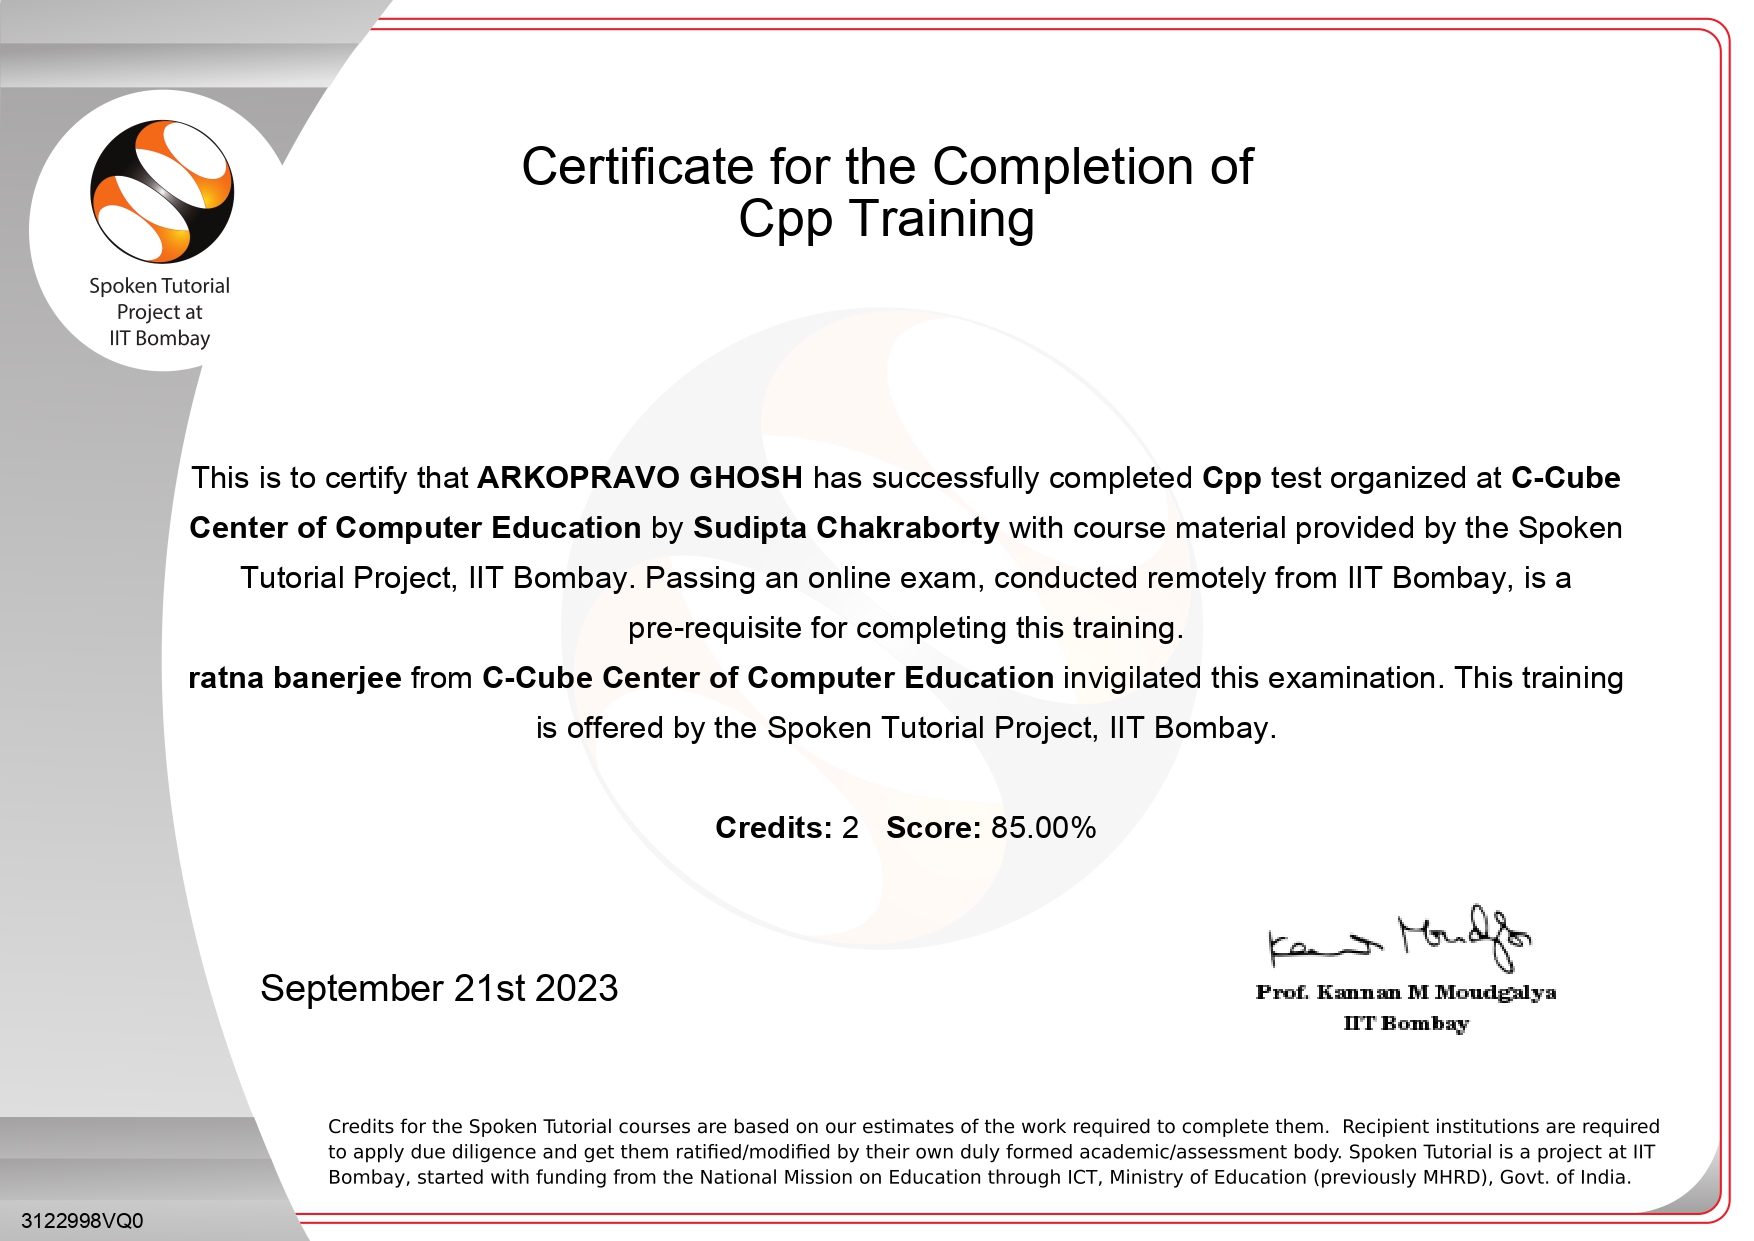 Certificate for the Completion of
Cpp Training
Spoken Tutorial
Project at
IIT Bombay
This is to certify that ARKOPRAVO GHOSH has successfully completed Cpp test organized at C-Cube
Center of Computer Education by Sudipta Chakraborty with course material provided by the Spoken
Tutorial Project, IIT Bombay. Passing an online exam, conducted remotely from IIT Bombay, is a
pre-requisite for completing this training.
ratna banerjee from C-Cube Center of Computer Education invigilated this examination. This training
is offered by the Spoken Tutorial Project, IIT Bombay.
Credits: 2 Score: 85.00%
September 21st 2023
Kannan Moudgalya
Prof. Kannan M Moudgalya
IIT Bombay
Credits for the Spoken Tutorial courses are based on our estimates of the work required to complete them. Recipient institutions are required
to apply due diligence and get them ratified/modified by their own duly formed academic/assessment body. Spoken Tutorial is a project at IIT
Bombay, started with funding from the National Mission on Education through ICT, Ministry of Education (previously MHRD), Govt. of India.
3122998VQ0